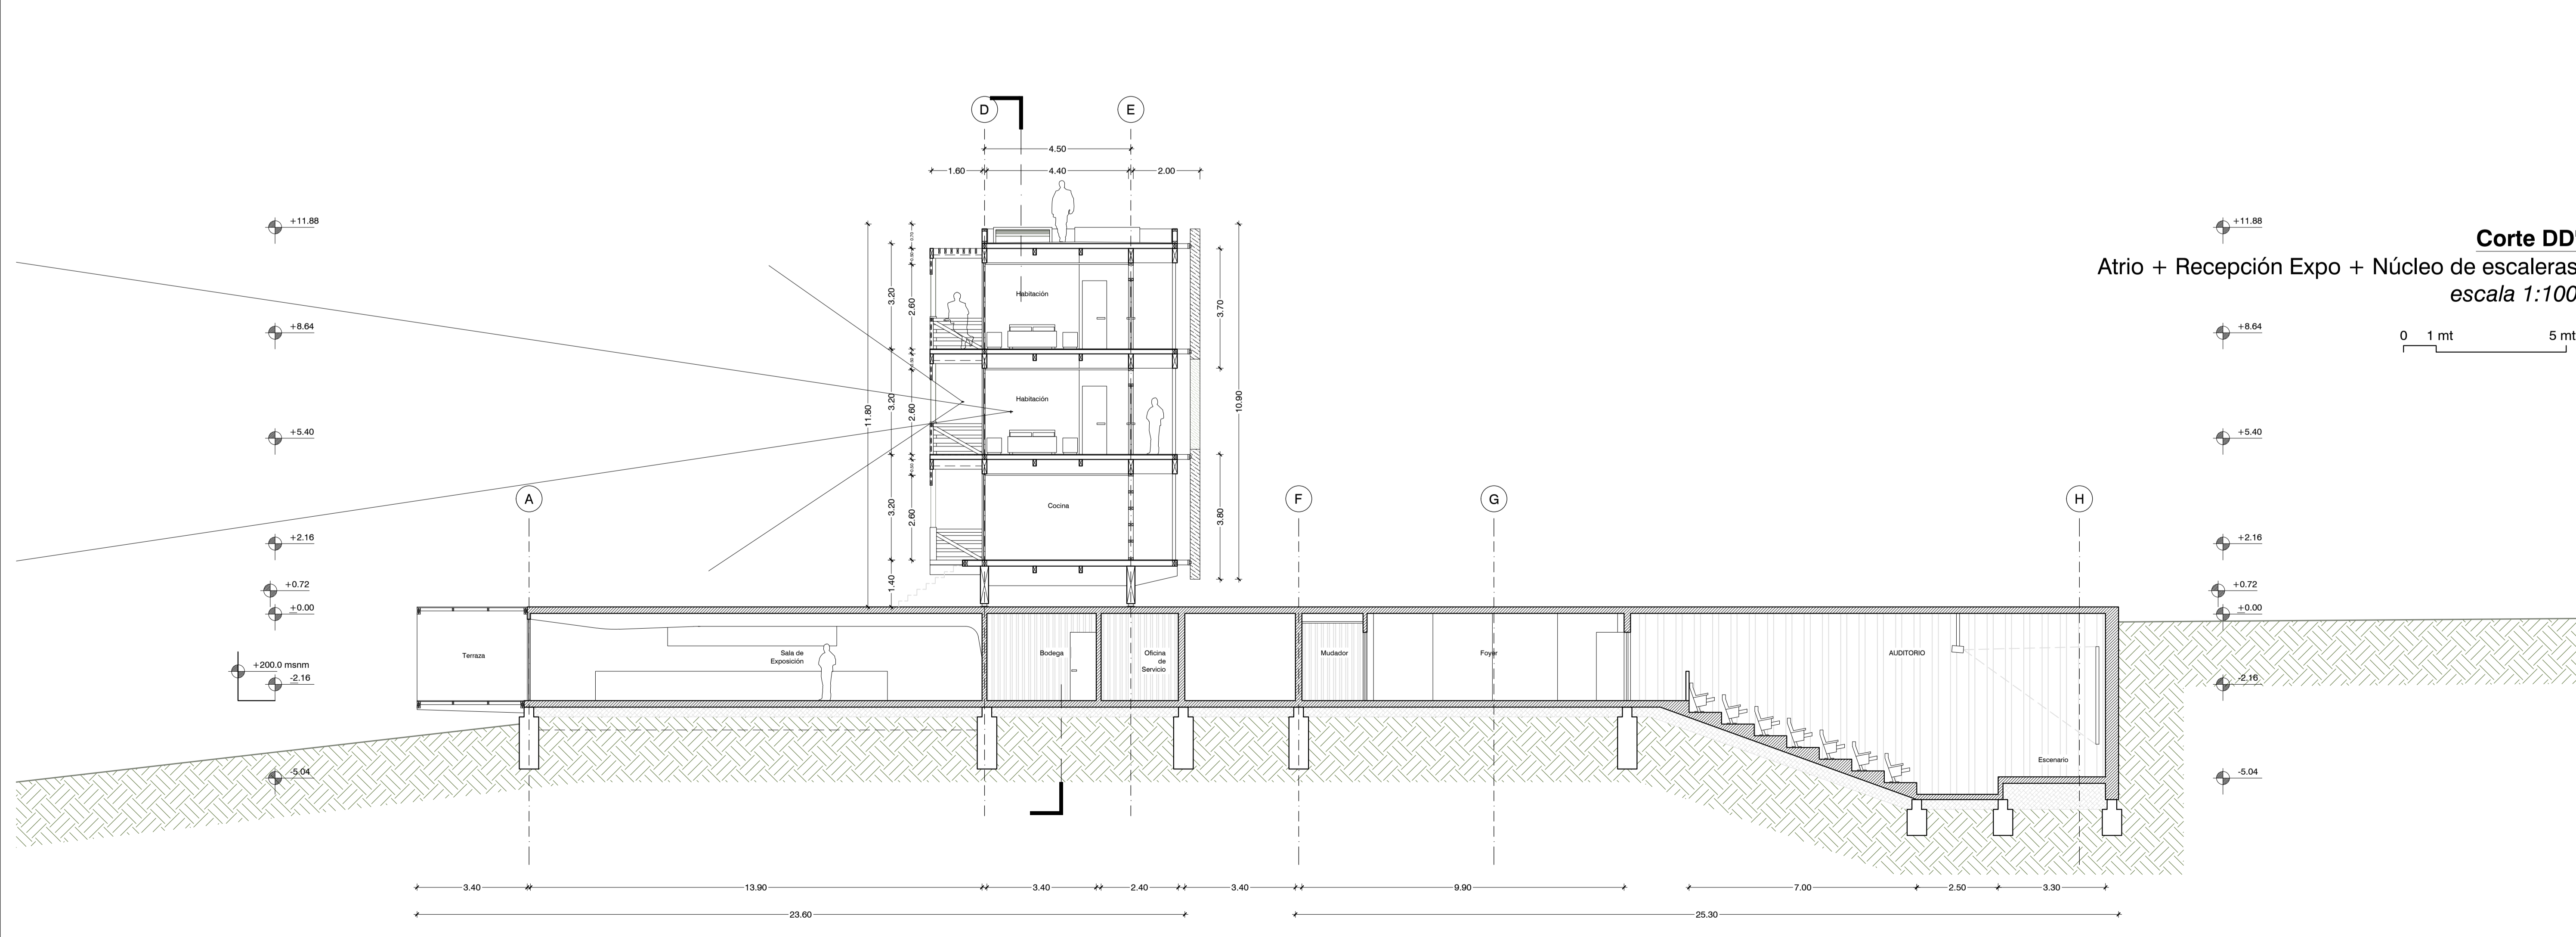 D
E
4.50
1.60
4.40
2.00
+11.88
+11.88
Corte DD'
Atrio + Recepción Expo + Núcleo de escaleras
escala 1:100
0 1 mt 5 mt
Habitación
3.20
2.60
3.70
+8.64
+8.64
Habitación
11.80
3.20
2.60
10.90
+5.40
+5.40
A
F
G
H
Cocina
3.20
2.60
3.80
+2.16
+2.16
1.40
+0.72
+0.72
+0.00
+0.00
Terraza
Sala de
Exposición
Bodega
Oficina
de
Servicio
Mudador
Foyer
AUDITORIO
+200.0 msnm
-2.16
-2.16
Escenario
-5.04
-5.04
3.40
13.90
3.40
2.40
3.40
9.90
7.00
2.50
3.30
23.60
25.30